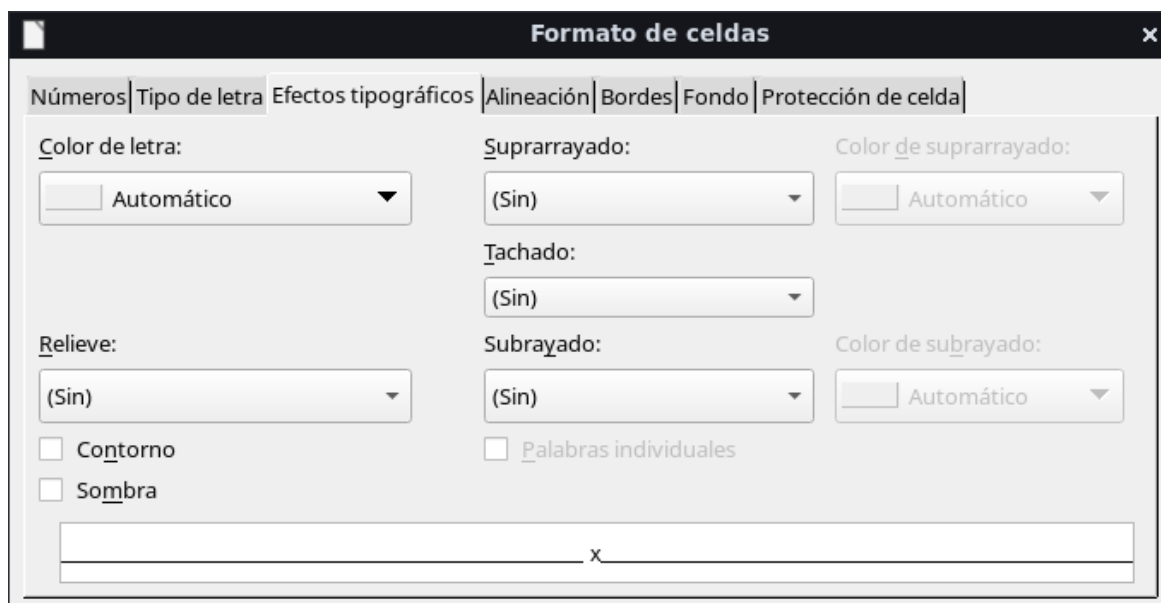 Formato de celdas
Números Tipo de letra Efectos tipográficos Alineación Bordes Fondo Protección de celda
Color de letra: Suprarrayado: Color de suprarrayado:
Automático (Sin) Automático
Tachado:
(Sin)
Relieve: Subrayado: Color de subrayado:
(Sin) (Sin) Automático
Contorno Palabras individuales
Sombra
x